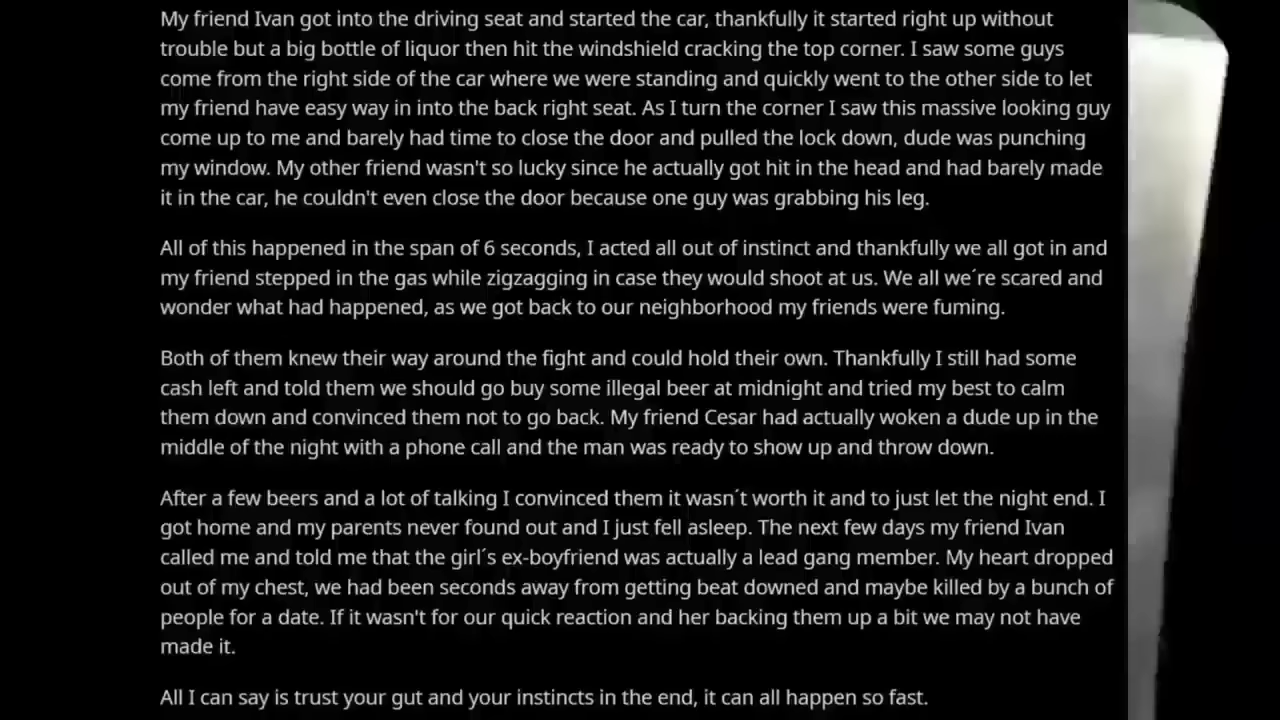 My friend Ivan got into the driving seat and started the car, thankfully it started right up without
trouble but a big bottle of liquor then hit the windshield cracking the top corner. I saw some guys
come from the right side of the car where we were standing and quickly went to the other side to let
my friend have easy way in into the back right seat. As I turn the corner I saw this massive looking guy
come up to me and barely had time to close the door and pulled the lock down, dude was punching
my window. My other friend wasn't so lucky since he actually got hit in the head and had barely made
it in the car, he couldn't even close the door because one guy was grabbing his leg.
All of this happened in the span of 6 seconds, I acted all out of instinct and thankfully we all got in and
my friend stepped in the gas while zigzagging in case they would shoot at us. We all we´re scared and
wonder what had happened, as we got back to our neighborhood my friends were fuming.
Both of them knew their way around the fight and could hold their own. Thankfully I still had some
cash left and told them we should go buy some illegal beer at midnight and tried my best to calm
them down and convinced them not to go back. My friend Cesar had actually woken a dude up in the
middle of the night with a phone call and the man was ready to show up and throw down.
After a few beers and a lot of talking I convinced them it wasn´t worth it and to just let the night end. I
got home and my parents never found out and I just fell asleep. The next few days my friend Ivan
called me and told me that the girl´s ex-boyfriend was actually a lead gang member. My heart dropped
out of my chest, we had been seconds away from getting beat downed and maybe killed by a bunch of
people for a date. If it wasn't for our quick reaction and her backing them up a bit we may not have
made it.
All I can say is trust your gut and your instincts in the end, it can all happen so fast.